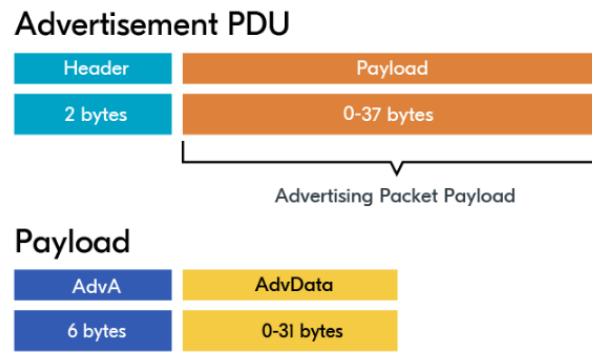 Advertisement PDU
Header Payload
2 bytes 0-37 bytes
Advertising Packet Payload
Payload
AdvA AdvData
6 bytes 0-31 bytes